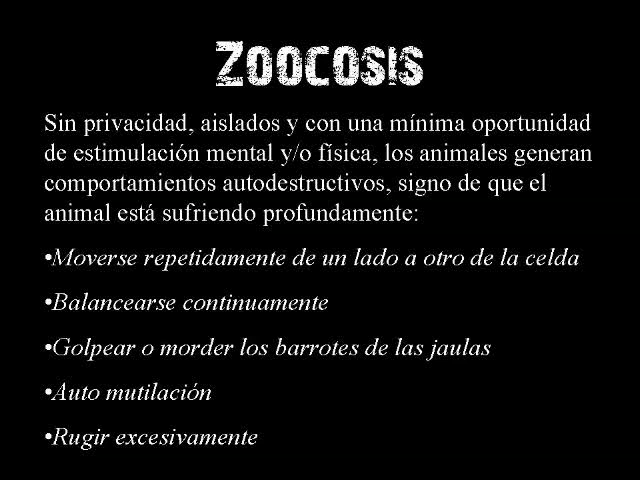 Zoocosis
Sin privacidad, aislados y con una mínima oportunidad
de estimulación mental y/o física, los animales generan
comportamientos autodestructivos, signo de que el
animal está sufriendo profundamente:
•Moverse repetidamente de un lado a otro de la celda
•Balancearse continuamente
•Golpear o morder los barrotes de las jaulas
•Auto mutilación
•Rugir excesivamente